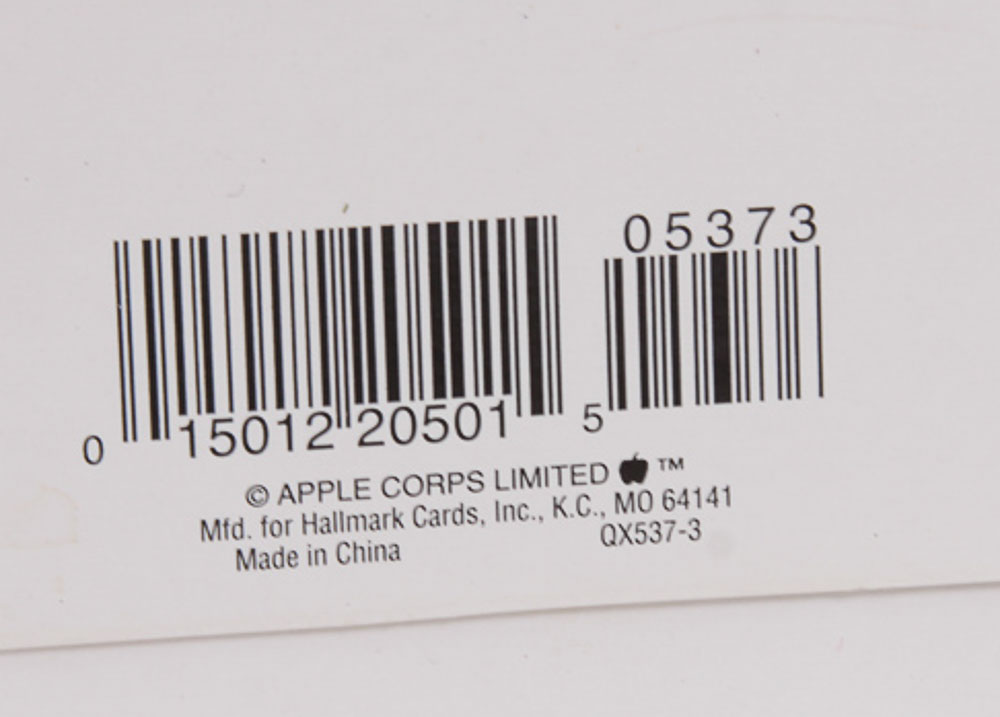 05373
0 15012 20501 5
© APPLE CORPS LIMITED ™
Mfd. for Hallmark Cards, Inc., K.C., MO 64141
Made in China QX537-3